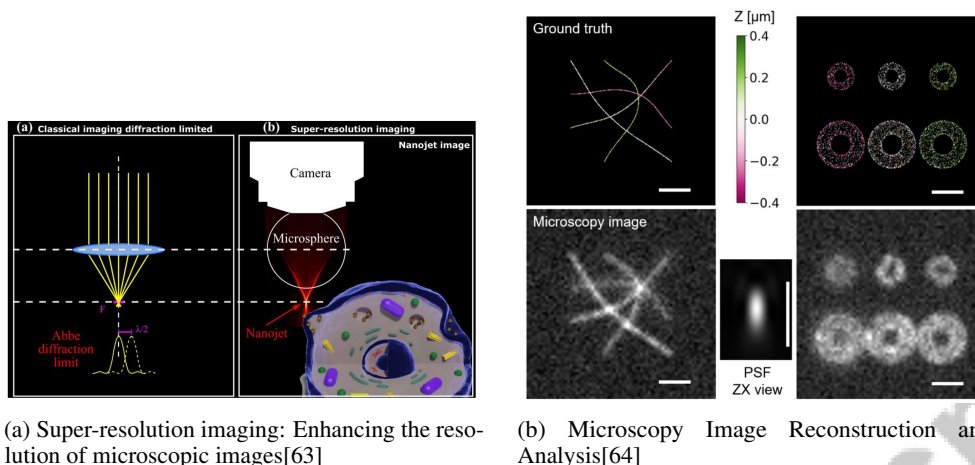 (a) Classical imaging diffraction limited
(b) Super-resolution imaging
Nanojet image
Camera
Microsphere
F
Nanojet
λ/2
Abbe
diffraction
limit
Ground truth
Z [μm]
0.4
0.2
0.0
−0.2
−0.4
Microscopy image
PSF
ZX view
(a) Super-resolution imaging: Enhancing the reso-
lution of microscopic images[63]
(b) Microscopy Image Reconstruction an
Analysis[64]